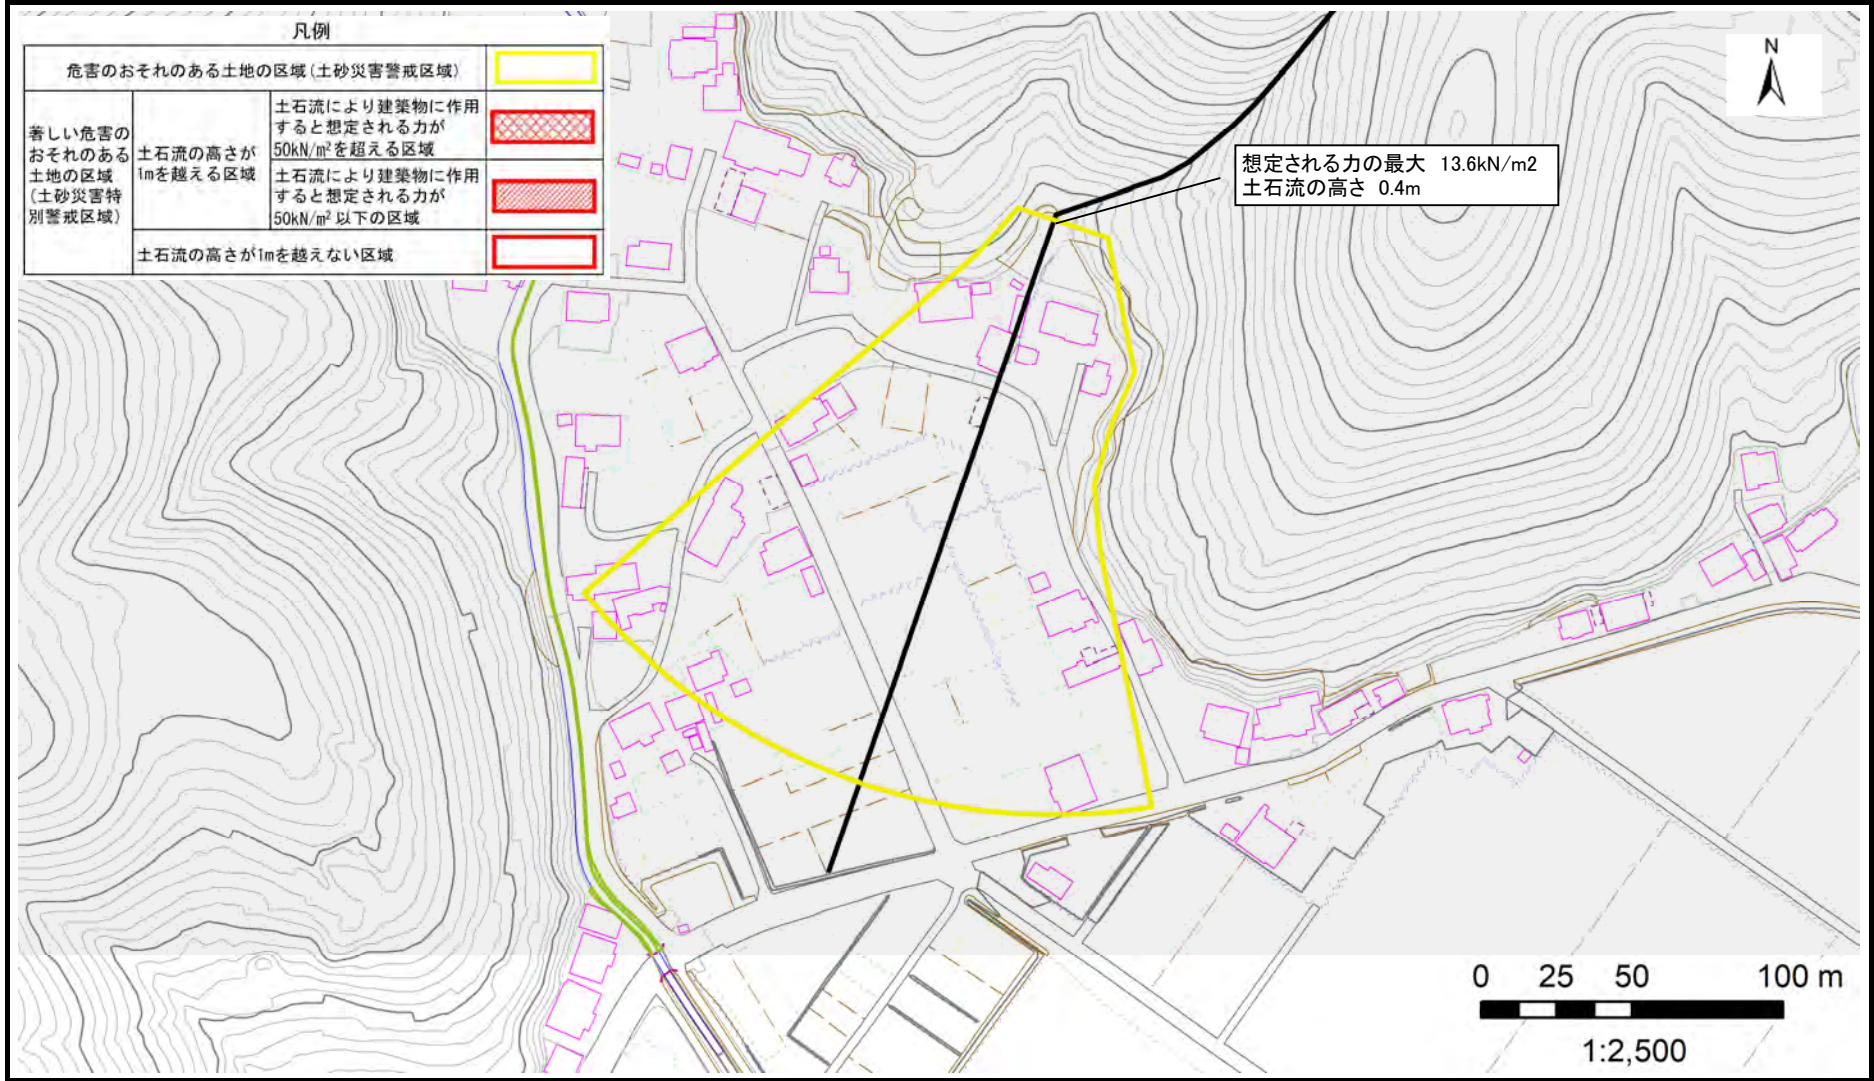 凡例
危害のおそれのある土地の区域(土砂災害警戒区域)
著しい危害の
おそれのある
土地の区域
(土砂災害特
別警戒区域)
土石流の高さが
1mを越える区域
土石流により建築物に作用
すると想定される力が
50kN/m²を超える区域
土石流により建築物に作用
すると想定される力が
50kN/m²以下の区域
土石流の高さが1mを越えない区域
N
想定される力の最大 13.6kN/m2
土石流の高さ 0.4m
0 25 50 100 m
1:2,500